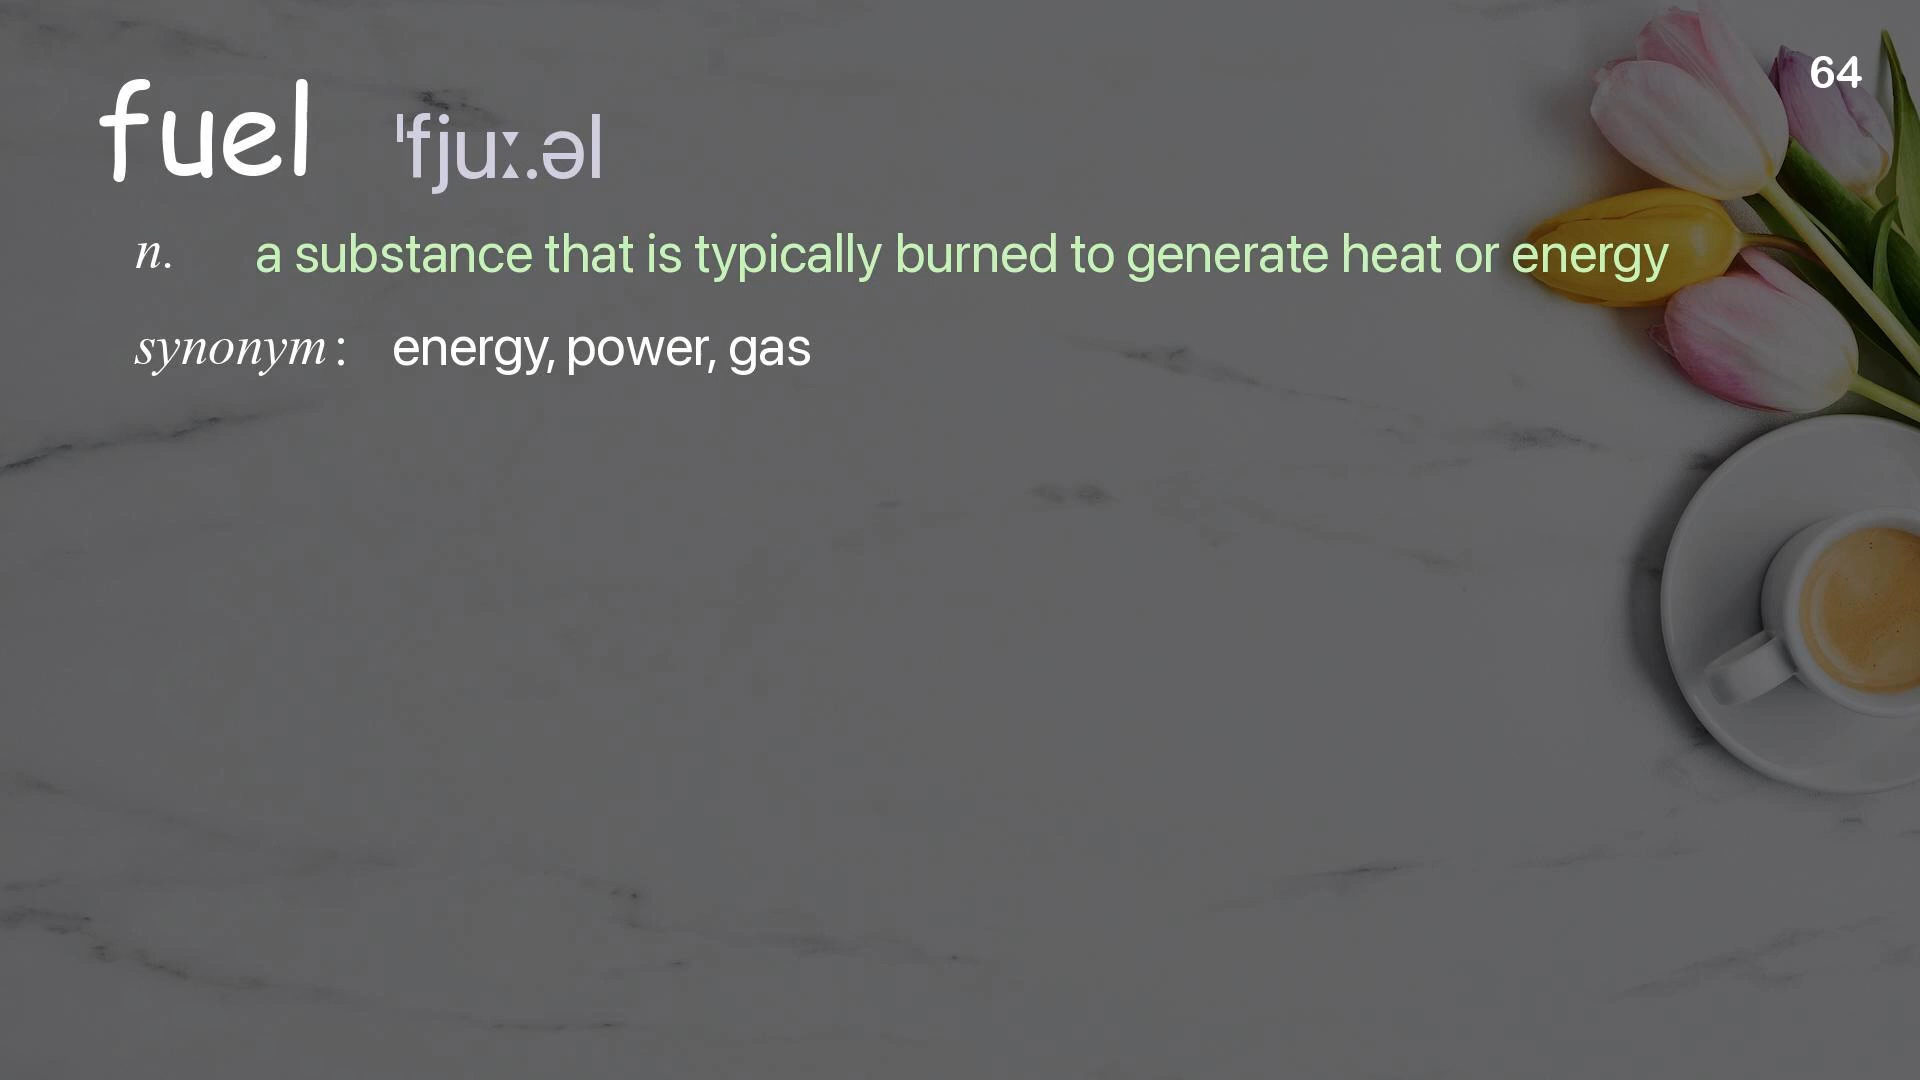 64
fuel ˈfjuː.əl
n. a substance that is typically burned to generate heat or energy
synonym: energy, power, gas